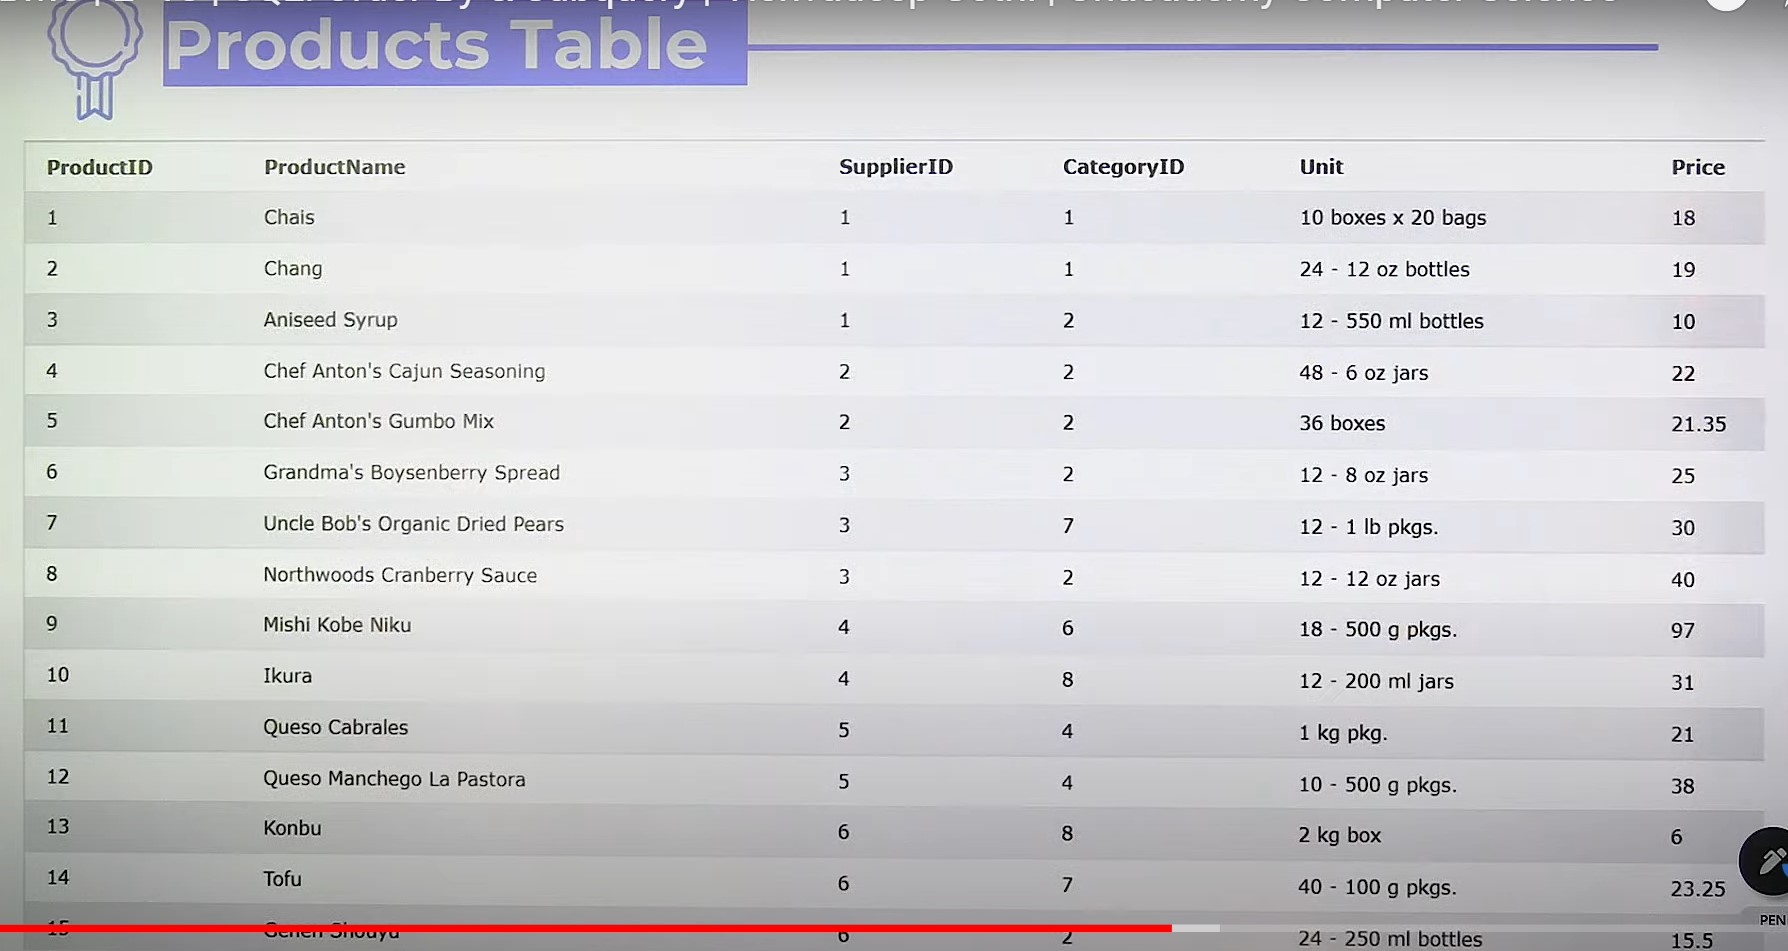 Products Table
ProductID ProductName SupplierID CategoryID Unit Price
1 Chais 1 1 10 boxes x 20 bags 18
2 Chang 1 1 24 - 12 oz bottles 19
3 Aniseed Syrup 1 2 12 - 550 ml bottles 10
4 Chef Anton's Cajun Seasoning 2 2 48 - 6 oz jars 22
5 Chef Anton's Gumbo Mix 2 2 36 boxes 21.35
6 Grandma's Boysenberry Spread 3 2 12 - 8 oz jars 25
7 Uncle Bob's Organic Dried Pears 3 7 12 - 1 lb pkgs. 30
8 Northwoods Cranberry Sauce 3 2 12 - 12 oz jars 40
9 Mishi Kobe Niku 4 6 18 - 500 g pkgs. 97
10 Ikura 4 8 12 - 200 ml jars 31
11 Queso Cabrales 5 4 1 kg pkg. 21
12 Queso Manchego La Pastora 5 4 10 - 500 g pkgs. 38
13 Konbu 6 8 2 kg box 6
14 Tofu 6 7 40 - 100 g pkgs. 23.25
PEN
15 Genen Shouyu 6 2 24 - 250 ml bottles 15.5